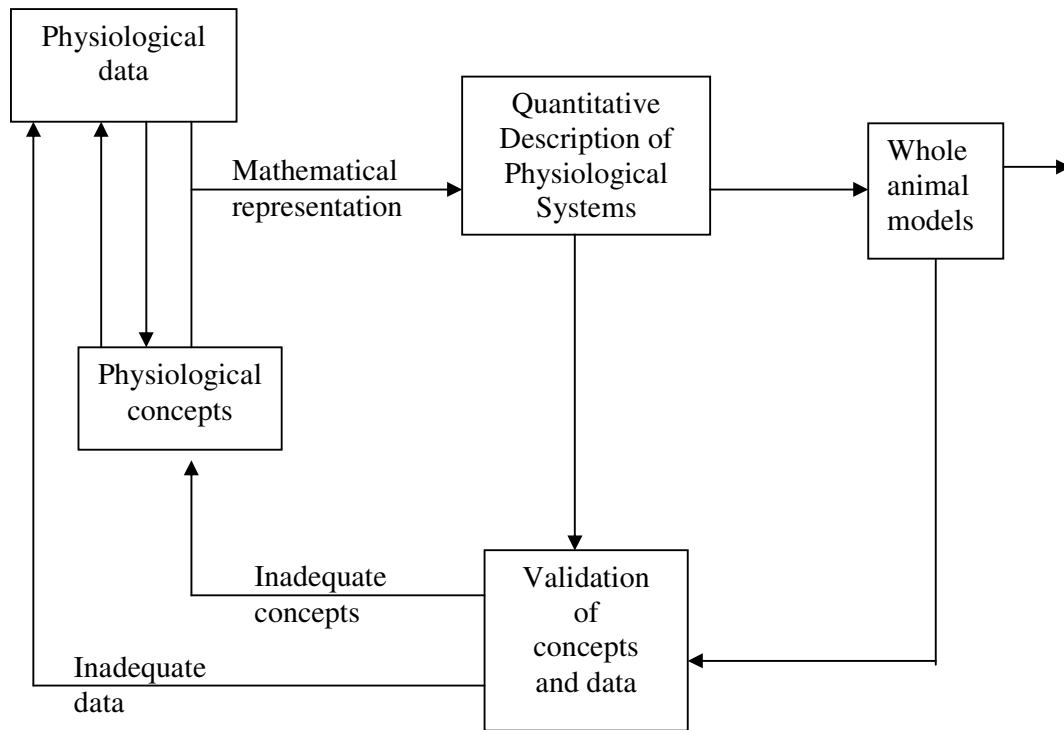 Physiological
data
Quantitative
Description of
Physiological
Systems
Whole
animal
models
Mathematical
representation
Physiological
concepts
Inadequate
concepts
Validation
of
concepts
and data
Inadequate
data